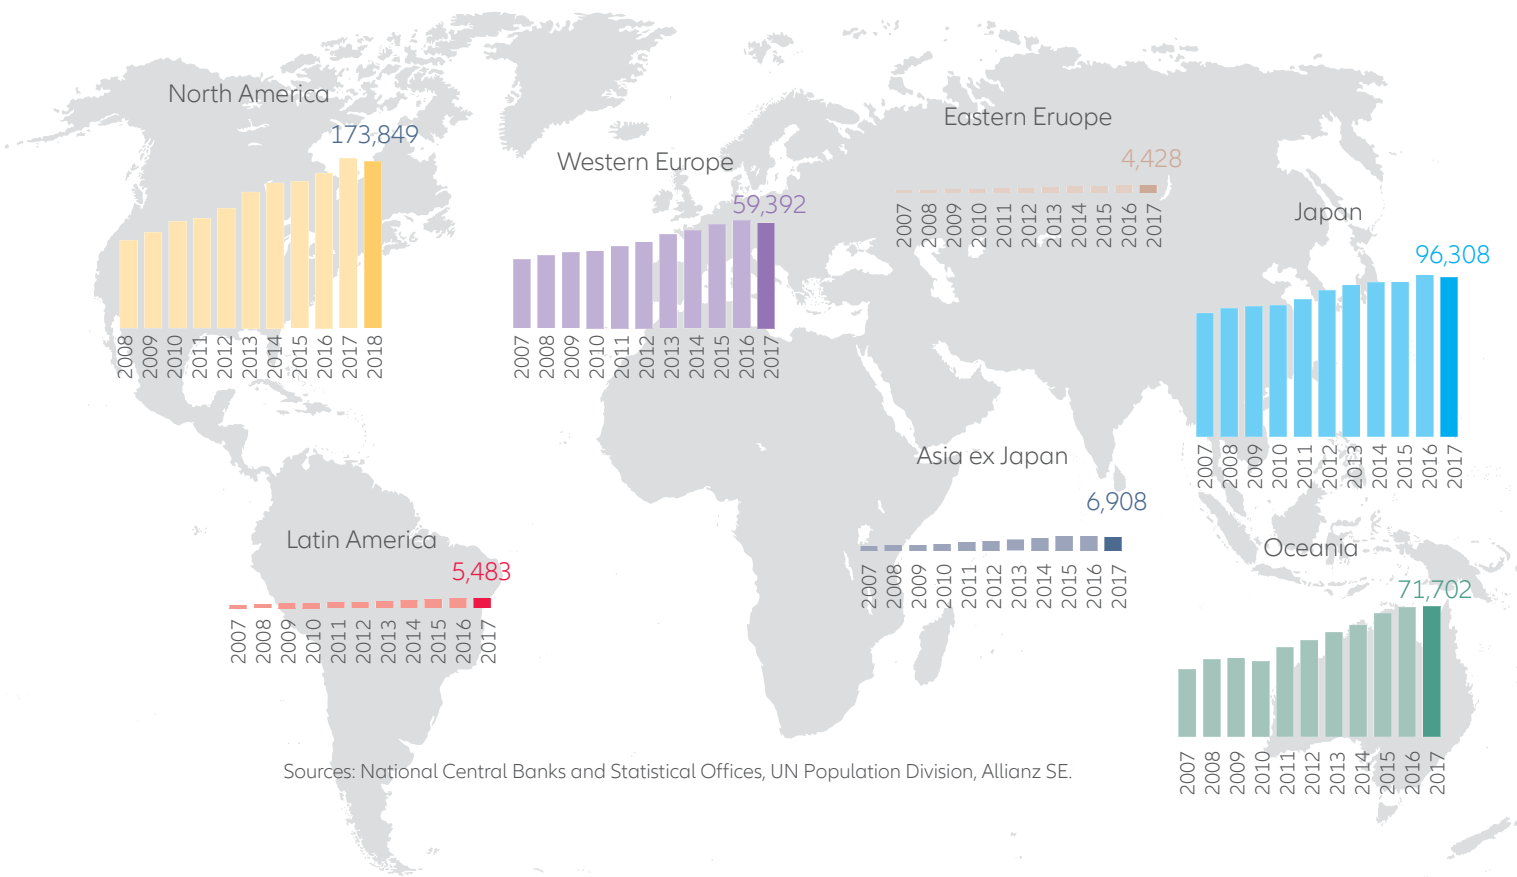 North America
173,849
2008 2009 2010 2011 2012 2013 2014 2015 2016 2017 2018
Western Europe
59,392
2007 2008 2009 2010 2011 2012 2013 2014 2015 2016 2017
Eastern Eruope
4,428
2007 2008 2009 2010 2011 2012 2013 2014 2015 2016 2017
Japan
96,308
2007 2008 2009 2010 2011 2012 2013 2014 2015 2016 2017
Asia ex Japan
6,908
2007 2008 2009 2010 2011 2012 2013 2014 2015 2016 2017
Latin America
5,483
2007 2008 2009 2010 2011 2012 2013 2014 2015 2016 2017
Oceania
71,702
2007 2008 2009 2010 2011 2012 2013 2014 2015 2016 2017
Sources: National Central Banks and Statistical Offices, UN Population Division, Allianz SE.